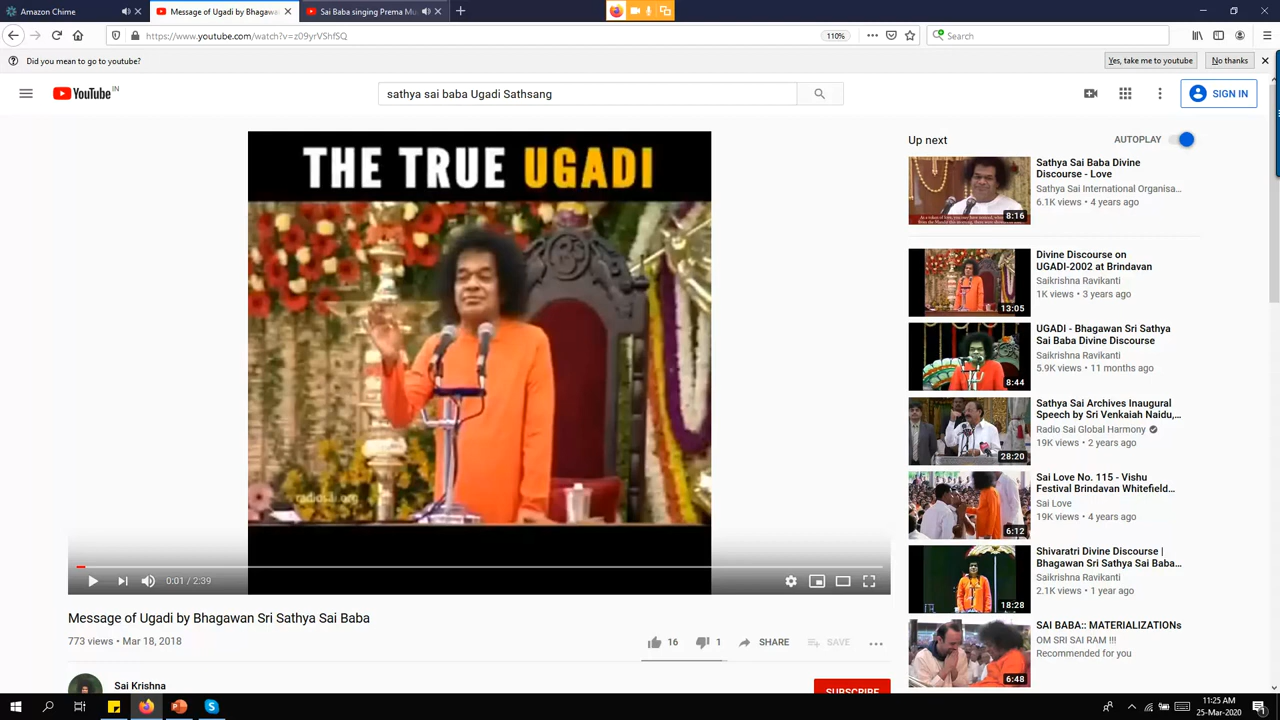 Amazon Chime
Message of Ugadi by Bhagawa
Sai Baba singing Prema Mu
https://www.youtube.com/watch?v=z09yrVShfSQ
110%
Search
Did you mean to go to youtube?
Yes, take me to youtube
No thanks
YouTube IN
sathya sai baba Ugadi Sathsang
SIGN IN
THE TRUE UGADI
radiosai.org
0:01 / 2:39
Message of Ugadi by Bhagawan Sri Sathya Sai Baba
773 views • Mar 18, 2018
16
1
SHARE
SAVE
Sai Krishna
SUBSCRIBE
Up next
AUTOPLAY
Sathya Sai Baba Divine
Discourse - Love
Sathya Sai International Organisa...
6.1K views • 4 years ago
8:16
Divine Discourse on
UGADI-2002 at Brindavan
Saikrishna Ravikanti
1K views • 3 years ago
13:05
UGADI - Bhagawan Sri Sathya
Sai Baba Divine Discourse
Saikrishna Ravikanti
5.9K views • 11 months ago
8:44
Sathya Sai Archives Inaugural
Speech by Sri Venkaiah Naidu,...
Radio Sai Global Harmony
19K views • 2 years ago
28:20
Sai Love No. 115 - Vishu
Festival Brindavan Whitefield...
Sai Love
19K views • 4 years ago
6:12
Shivaratri Divine Discourse |
Bhagawan Sri Sathya Sai Baba...
Saikrishna Ravikanti
2.1K views • 1 year ago
18:28
SAI BABA:: MATERIALIZATIONs
OM SRI SAI RAM !!!
Recommended for you
6:48
11:25 AM
25-Mar-2020